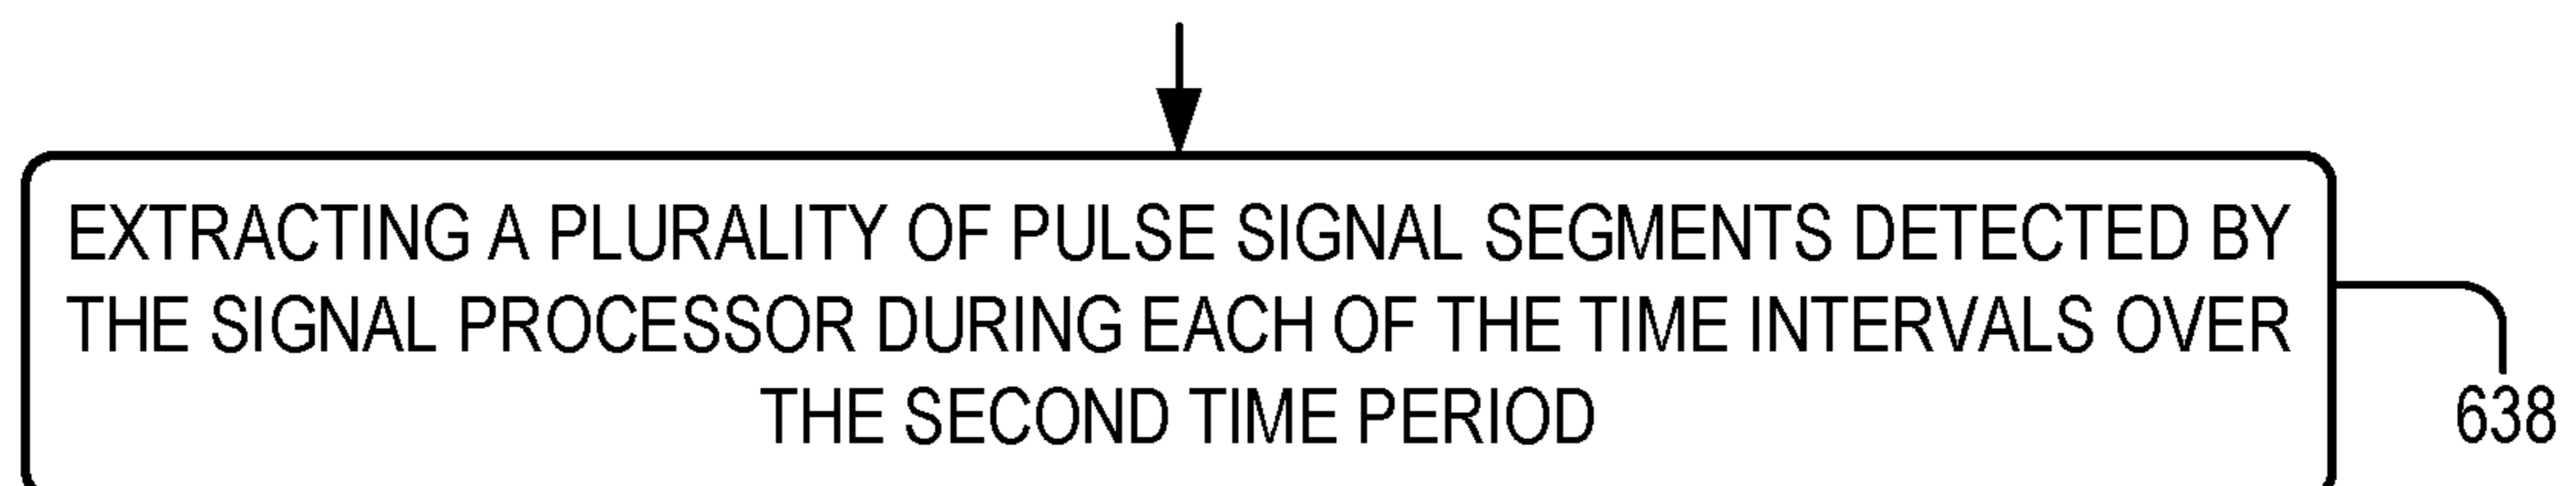 EXTRACTING A PLURALITY OF PULSE SIGNAL SEGMENTS DETECTED BY
THE SIGNAL PROCESSOR DURING EACH OF THE TIME INTERVALS OVER
THE SECOND TIME PERIOD
638